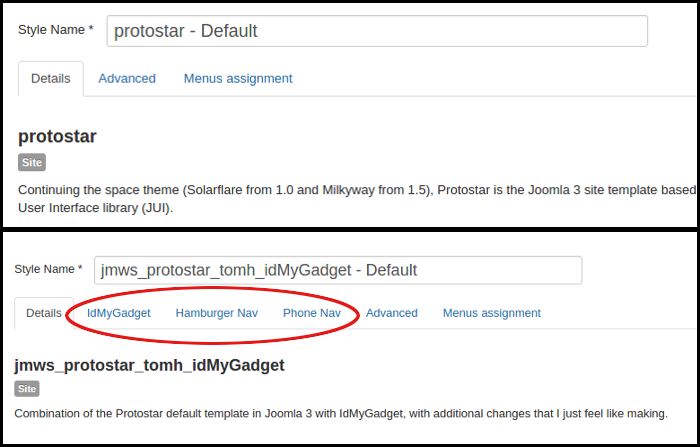 Style Name * protostar - Default
Details Advanced Menus assignment
protostar
Site
Continuing the space theme (Solarflare from 1.0 and Milkyway from 1.5), Protostar is the Joomla 3 site template based
User Interface library (JUI).
Style Name * jmws_protostar_tomh_idMyGadget - Default
Details IdMyGadget Hamburger Nav Phone Nav Advanced Menus assignment
jmws_protostar_tomh_idMyGadget
Site
Combination of the Protostar default template in Joomla 3 with IdMyGadget, with additional changes that I just feel like making.